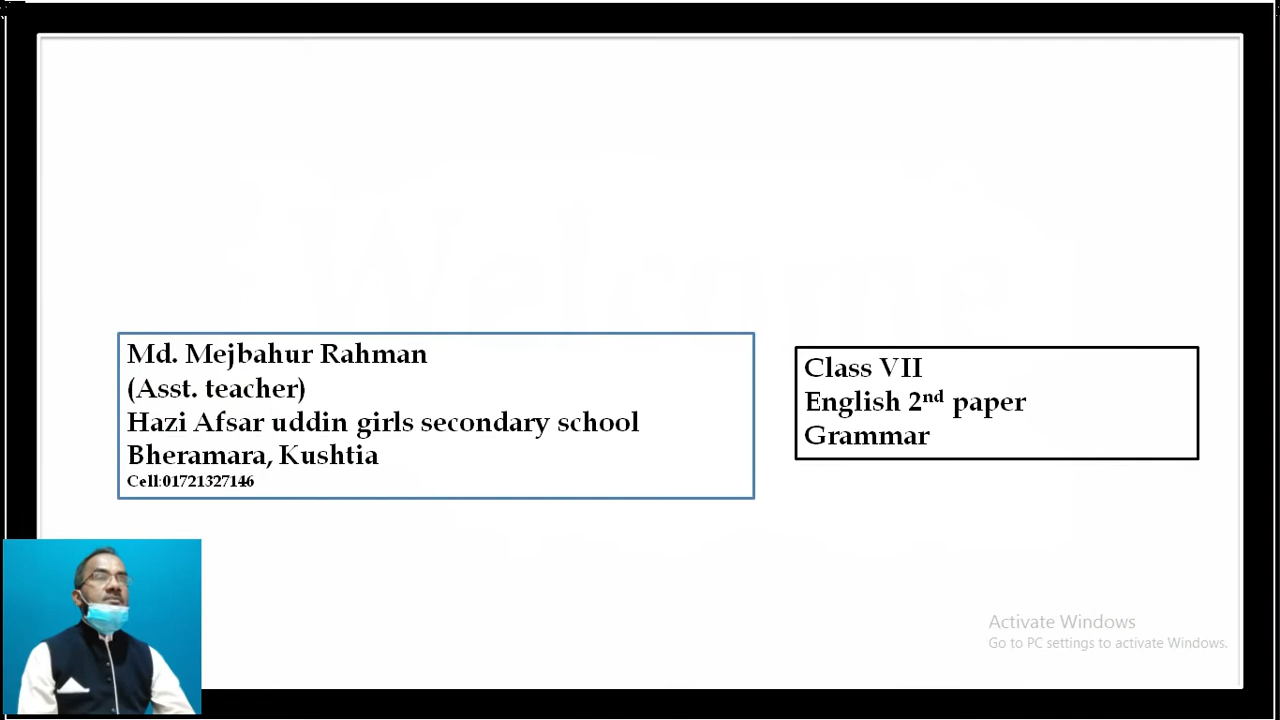 Welcome
Md. Mejbahur Rahman
(Asst. teacher)
Hazi Afsar uddin girls secondary school
Bheramara, Kushtia
Cell:01721327146
Class VII
English 2nd paper
Grammar
Activate Windows
Go to PC settings to activate Windows.